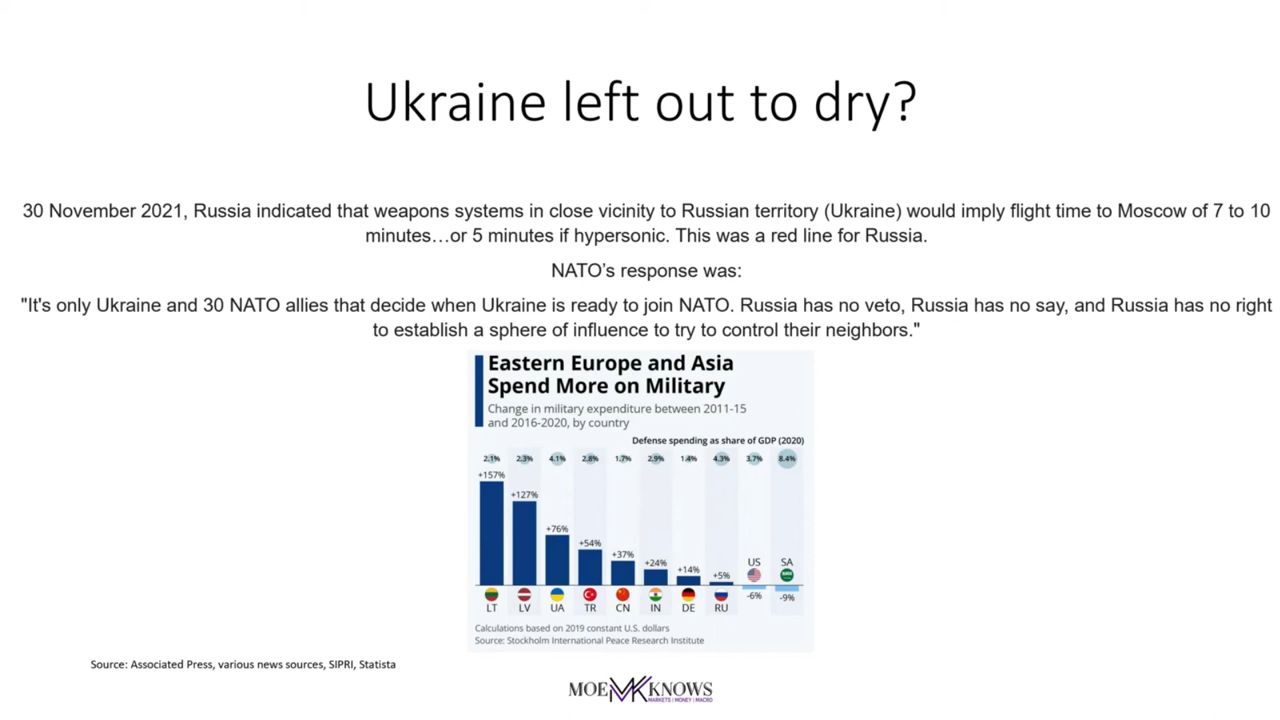 Ukraine left out to dry?
30 November 2021, Russia indicated that weapons systems in close vicinity to Russian territory (Ukraine) would imply flight time to Moscow of 7 to 10
minutes…or 5 minutes if hypersonic. This was a red line for Russia.
NATO's response was:
"It's only Ukraine and 30 NATO allies that decide when Ukraine is ready to join NATO. Russia has no veto, Russia has no say, and Russia has no right
to establish a sphere of influence to try to control their neighbors."
Eastern Europe and Asia
Spend More on Military
Change in military expenditure between 2011-15
and 2016-2020, by country
Defense spending as share of GDP (2020)
2.1% 2.3% 4.1% 2.8% 1.7% 2.9% 1.4% 4.3% 3.7% 8.4%
+157%
+127%
+76%
+54%
+37%
+24%
+14%
+5%
US SA
-6% -9%
LT LV UA TR CN IN DE RU
Calculations based on 2019 constant U.S. dollars
Source: Stockholm International Peace Research Institute
Source: Associated Press, various news sources, SIPRI, Statista
MOE MK KNOWS
MARKETS | MONEY | MACRO